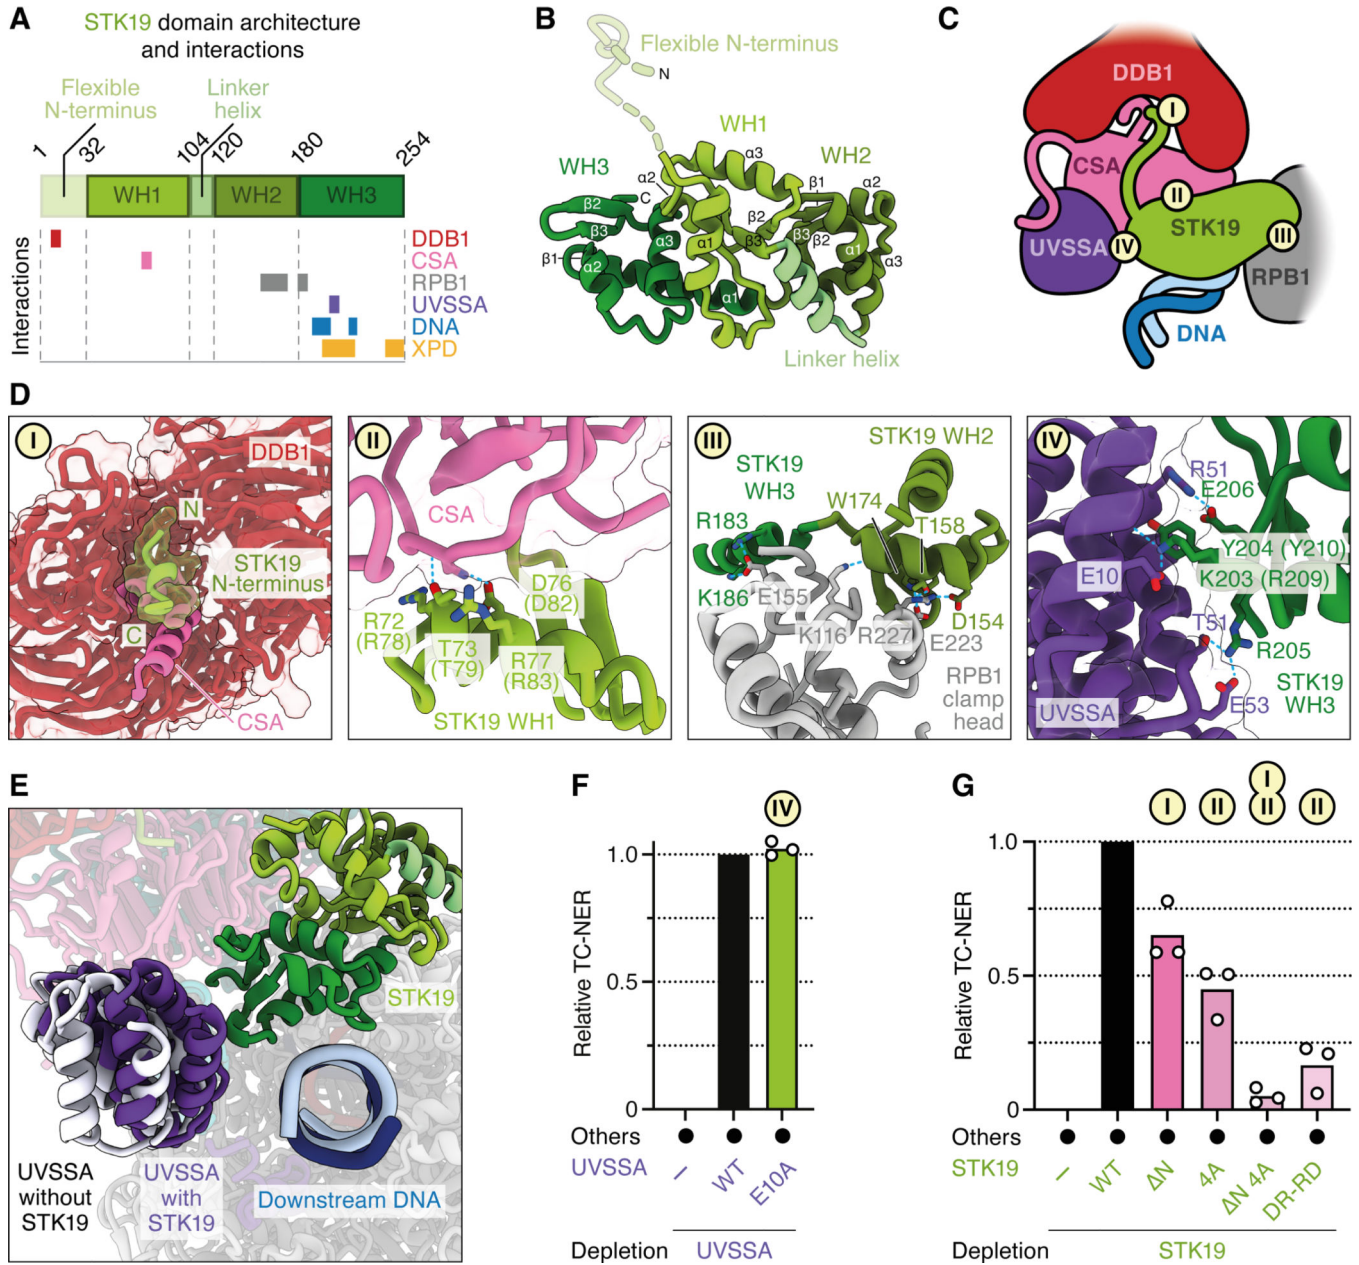 A
STK19 domain architecture
and interactions
Flexible
N-terminus
Linker
helix
1
32
104
120
180
254
WH1
WH2
WH3
Interactions
DDB1
CSA
RPB1
UVSSA
DNA
XPD
B
Flexible N-terminus
N
WH1
WH3
WH2
α3
α2
C
β1
α2
β2
β2
β3
α3
α1
β3
β3
β2
β1
α2
α3
α1
Linker helix
C
DDB1
I
CSA
II
STK19
UVSSA
IV
III
RPB1
DNA
D
I
DDB1
N
STK19
N-terminus
C
CSA
II
CSA
D76
(D82)
R72
(R78)
T73
(T79)
R77
(R83)
STK19 WH1
III
STK19 WH2
STK19
WH3
W174
T158
R183
K186
E155
K116
R227
D154
E223
RPB1
clamp
head
IV
R51
E206
Y204 (Y210)
E10
K203 (R209)
T51
R205
UVSSA
E53
STK19
WH3
E
STK19
UVSSA
without
STK19
UVSSA
with
STK19
Downstream DNA
F
IV
Relative TC-NER
1.0
0.5
0
Others
UVSSA
–
WT
E10A
Depletion
UVSSA
G
I
II
I
II
II
Relative TC-NER
1.0
0.5
0
Others
STK19
–
WT
ΔN
4A
ΔN 4A
DR-RD
Depletion
STK19